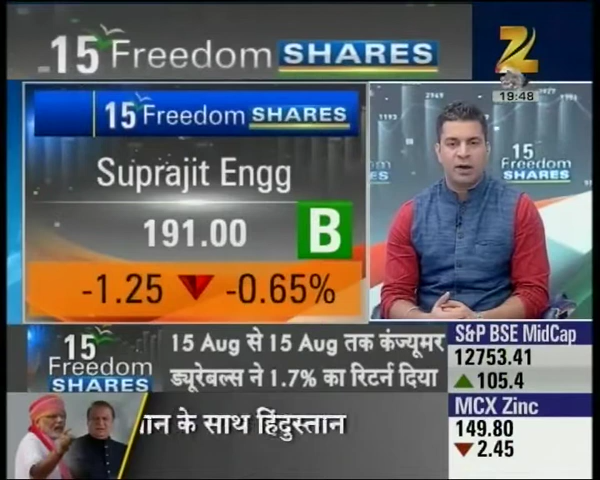 15 Freedom SHARES
Z
19:48
15 Freedom SHARES
Suprajit Engg
191.00
B
-1.25 -0.65%
15
Freedom
SHARES
15 Aug से 15 Aug तक कंज्यूमर
ड्यूरेबल्स ने 1.7% का रिटर्न दिया
15
Freedom
SHARES
S&P BSE MidCap
12753.41
105.4
MCX Zinc
149.80
2.45
के साथ हिंदुस्तान